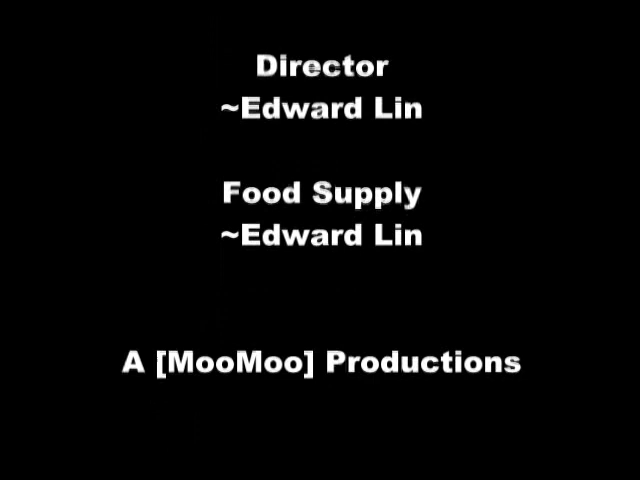 Director
~Edward Lin
Food Supply
~Edward Lin
A [MooMoo] Productions